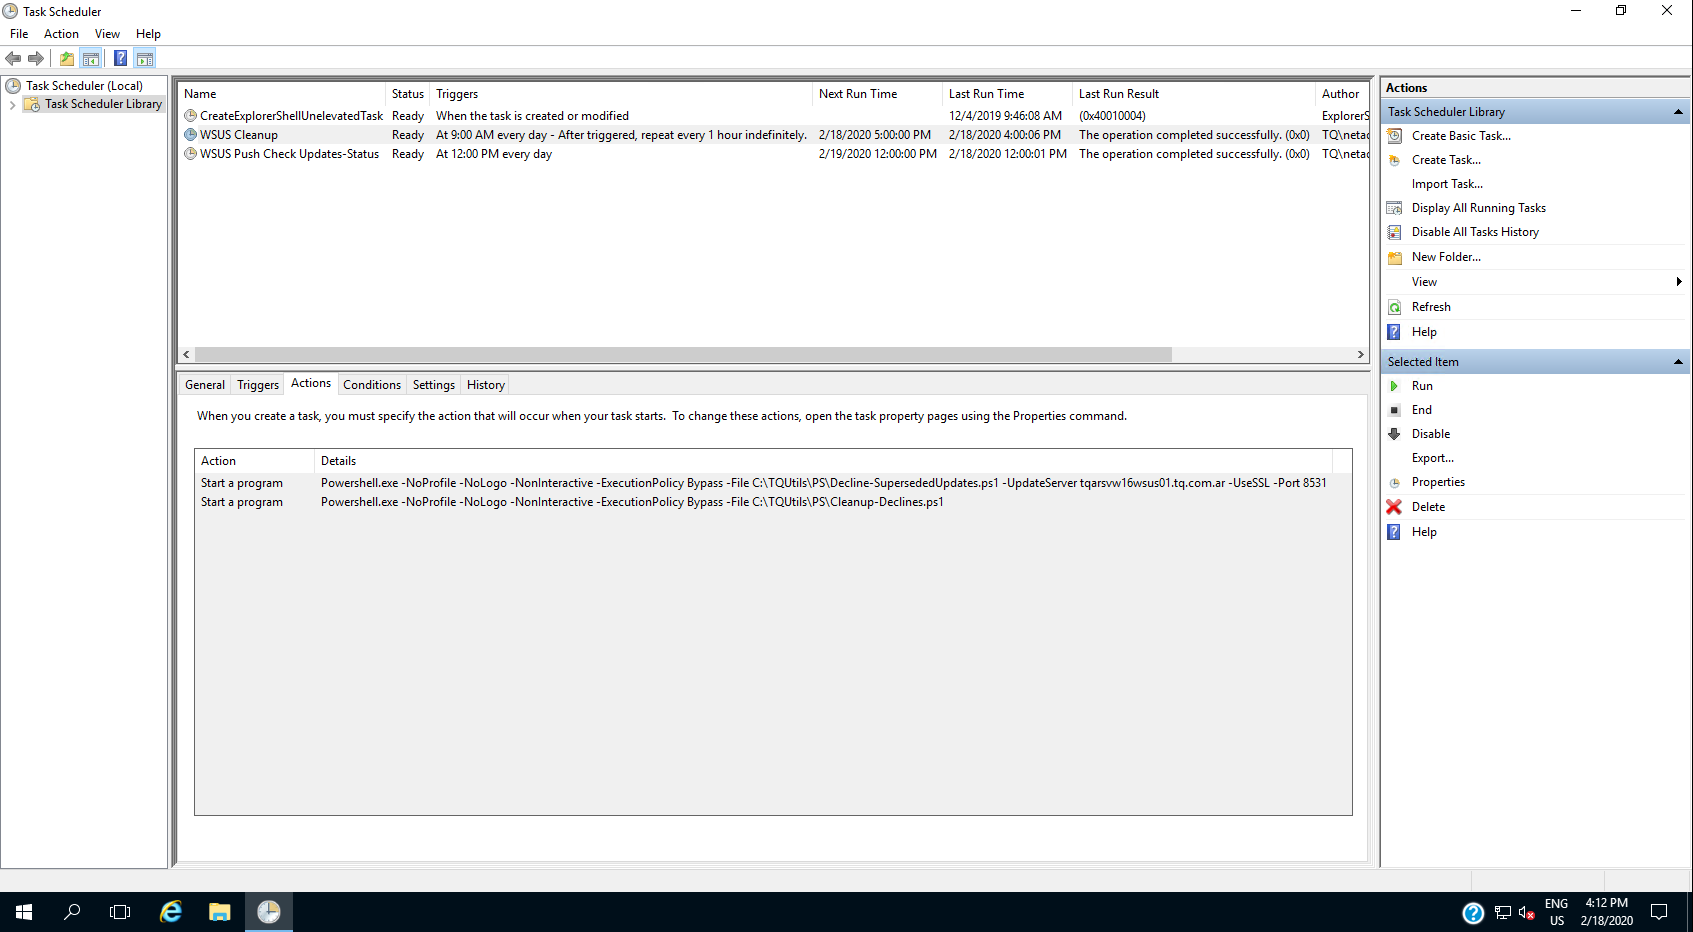 Task Scheduler
File Action View Help
Task Scheduler (Local)
Task Scheduler Library
Name Status Triggers Next Run Time Last Run Time Last Run Result Author
CreateExplorerShellUnelevatedTask Ready When the task is created or modified 12/4/2019 9:46:08 AM (0x40010004) ExplorerS
WSUS Cleanup Ready At 9:00 AM every day - After triggered, repeat every 1 hour indefinitely. 2/18/2020 5:00:00 PM 2/18/2020 4:00:06 PM The operation completed successfully. (0x0) TQ\netac
WSUS Push Check Updates-Status Ready At 12:00 PM every day 2/19/2020 12:00:00 PM 2/18/2020 12:00:01 PM The operation completed successfully. (0x0) TQ\netac
General Triggers Actions Conditions Settings History
When you create a task, you must specify the action that will occur when your task starts. To change these actions, open the task property pages using the Properties command.
Action Details
Start a program Powershell.exe -NoProfile -NoLogo -NonInteractive -ExecutionPolicy Bypass -File C:\TQUtils\PS\Decline-SupersededUpdates.ps1 -UpdateServer tqarsvw16wsus01.tq.com.ar -UseSSL -Port 8531
Start a program Powershell.exe -NoProfile -NoLogo -NonInteractive -ExecutionPolicy Bypass -File C:\TQUtils\PS\Cleanup-Declines.ps1
Actions
Task Scheduler Library
Create Basic Task...
Create Task...
Import Task...
Display All Running Tasks
Disable All Tasks History
New Folder...
View
Refresh
Help
Selected Item
Run
End
Disable
Export...
Properties
Delete
Help
ENG
US
4:12 PM
2/18/2020